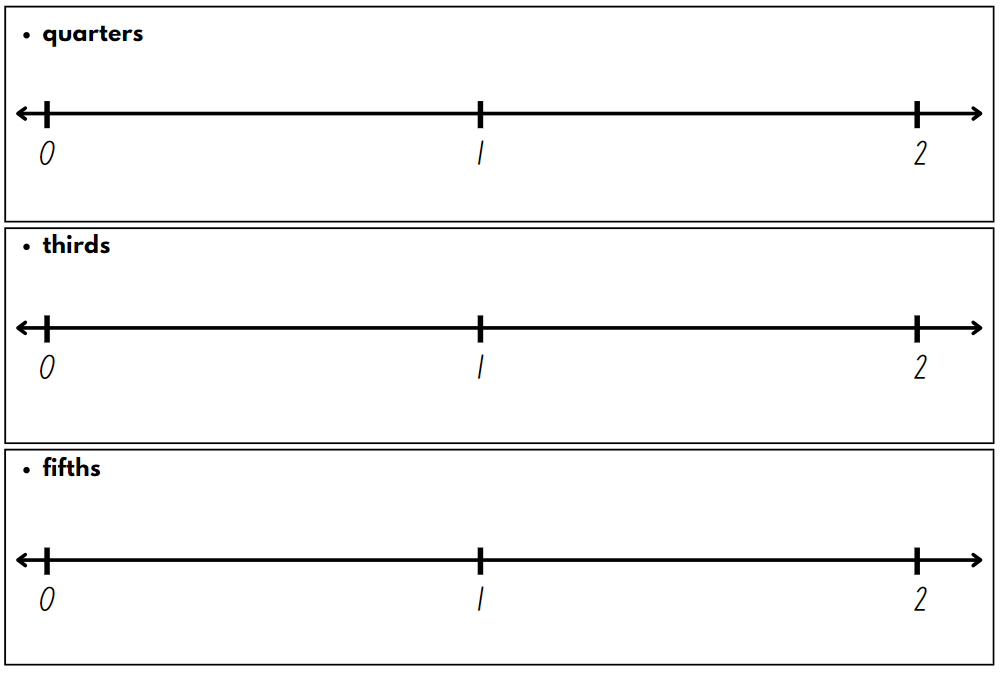 • quarters
0 1 2
• thirds
0 1 2
• fifths
0 1 2